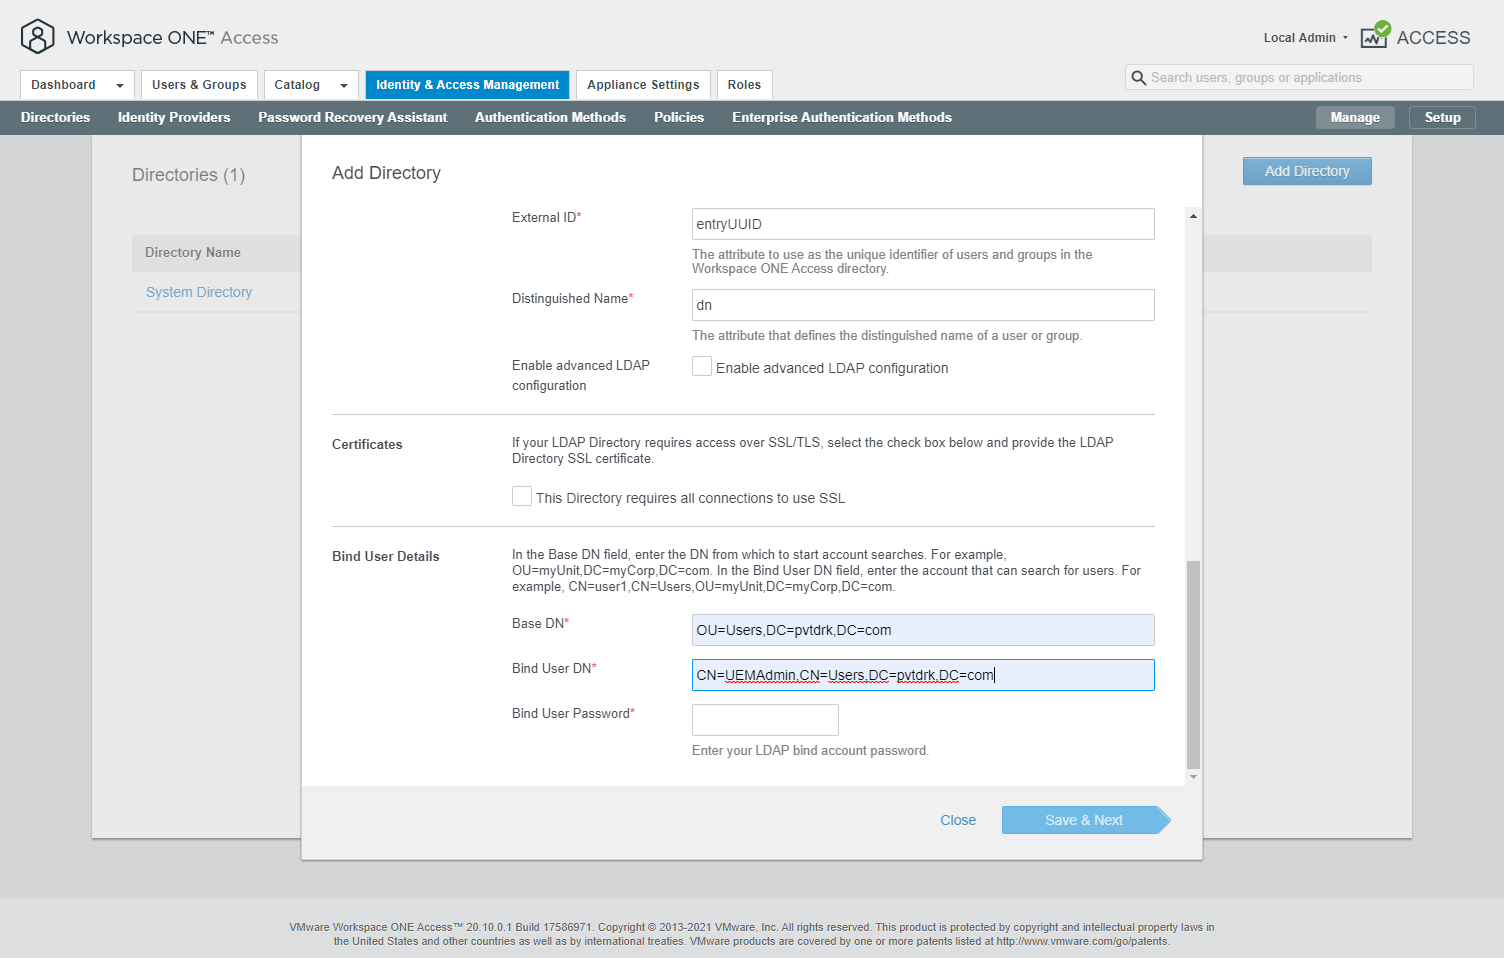 Workspace ONE™ Access
Local Admin
ACCESS
Dashboard
Users & Groups
Catalog
Identity & Access Management
Appliance Settings
Roles
Search users, groups or applications
Directories
Identity Providers
Password Recovery Assistant
Authentication Methods
Policies
Enterprise Authentication Methods
Manage
Setup
Directories (1)
Add Directory
Directory Name
System Directory
Add Directory
External ID*
entryUUID
The attribute to use as the unique identifier of users and groups in the
Workspace ONE Access directory.
Distinguished Name*
dn
The attribute that defines the distinguished name of a user or group.
Enable advanced LDAP
configuration
Enable advanced LDAP configuration
Certificates
If your LDAP Directory requires access over SSL/TLS, select the check box below and provide the LDAP
Directory SSL certificate.
This Directory requires all connections to use SSL
Bind User Details
In the Base DN field, enter the DN from which to start account searches. For example,
OU=myUnit,DC=myCorp,DC=com. In the Bind User DN field, enter the account that can search for users. For
example, CN=user1,CN=Users,OU=myUnit,DC=myCorp,DC=com.
Base DN*
OU=Users,DC=pvtdrk,DC=com
Bind User DN*
CN=UEMAdmin,CN=Users,DC=pvtdrk,DC=com
Bind User Password*
Enter your LDAP bind account password.
Close
Save & Next
VMware Workspace ONE Access™ 20.10.0.1 Build 17586971. Copyright © 2013-2021 VMware, Inc. All rights reserved. This product is protected by copyright and intellectual property laws in
the United States and other countries as well as by international treaties. VMware products are covered by one or more patents listed at http://www.vmware.com/go/patents.